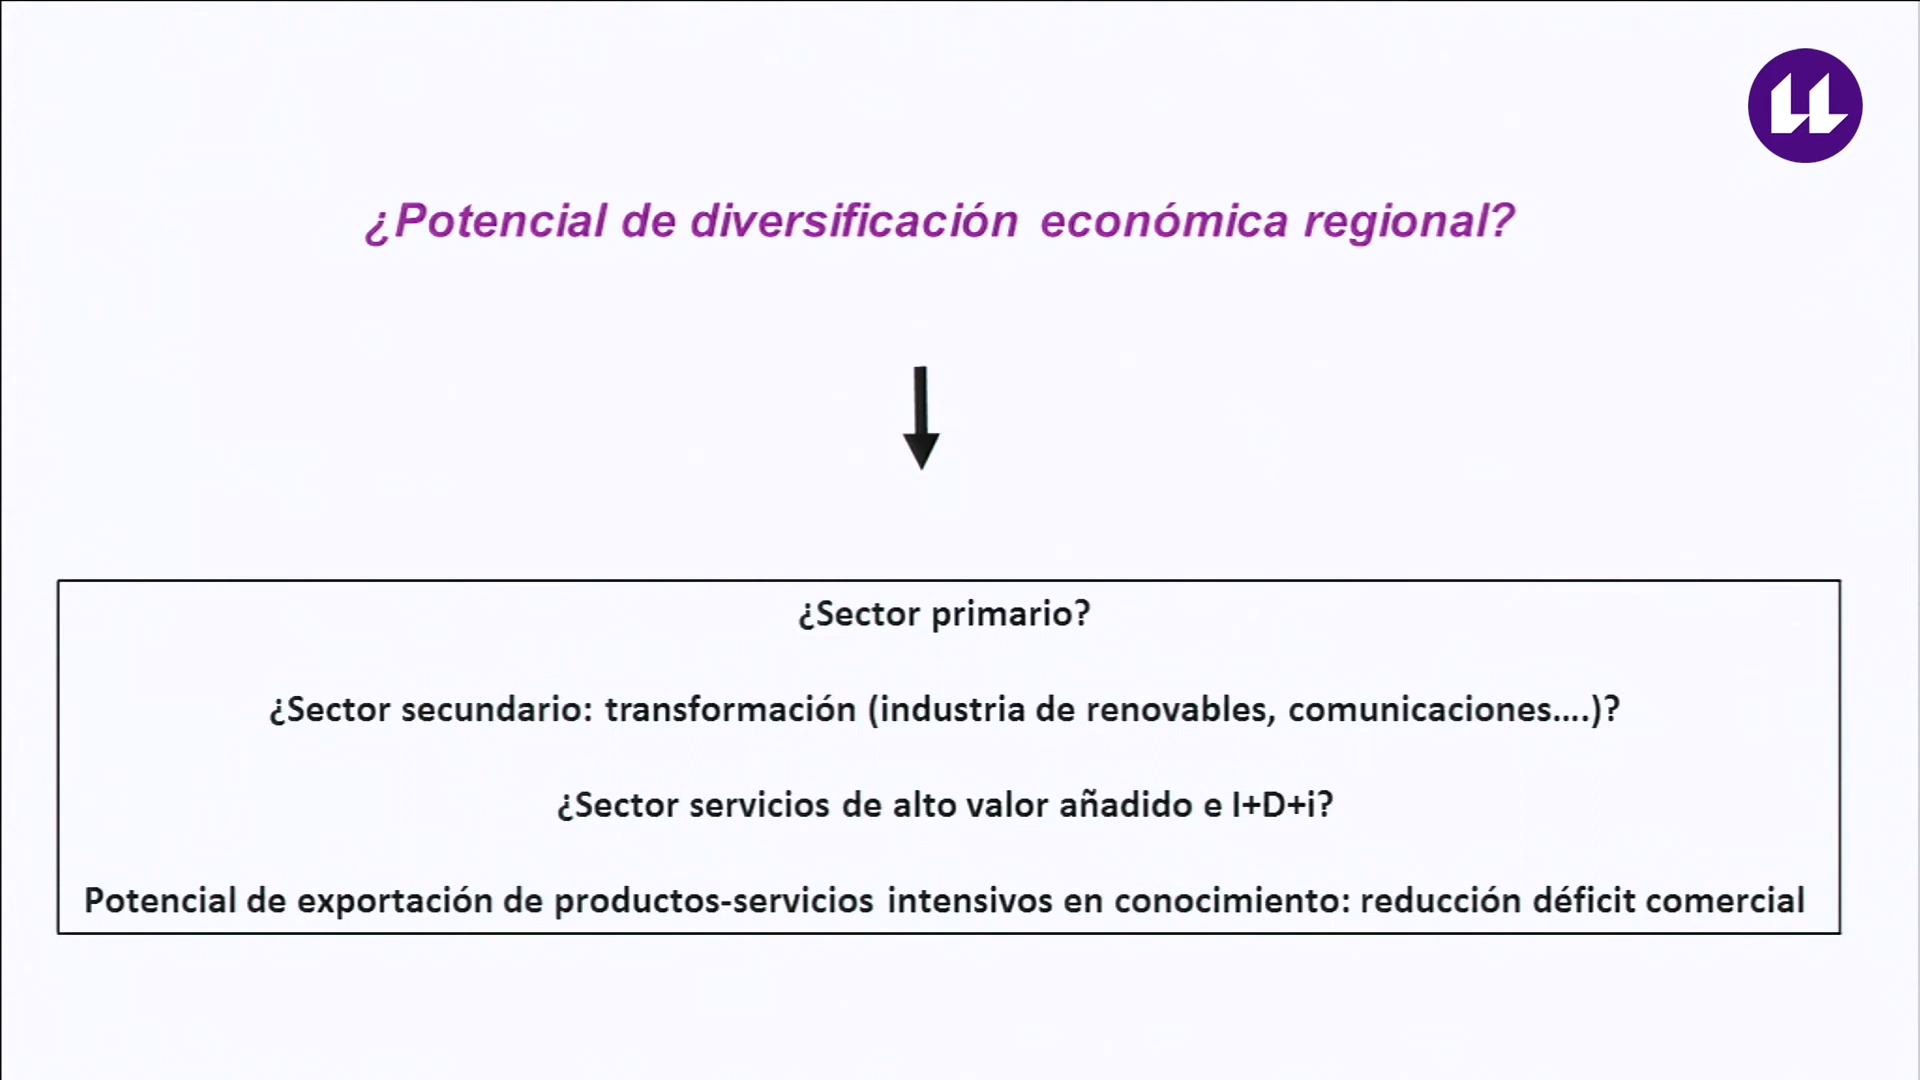 ¿Potencial de diversificación económica regional?
¿Sector primario?
¿Sector secundario: transformación (industria de renovables, comunicaciones....)?
¿Sector servicios de alto valor añadido e I+D+i?
Potencial de exportación de productos-servicios intensivos en conocimiento: reducción déficit comercial